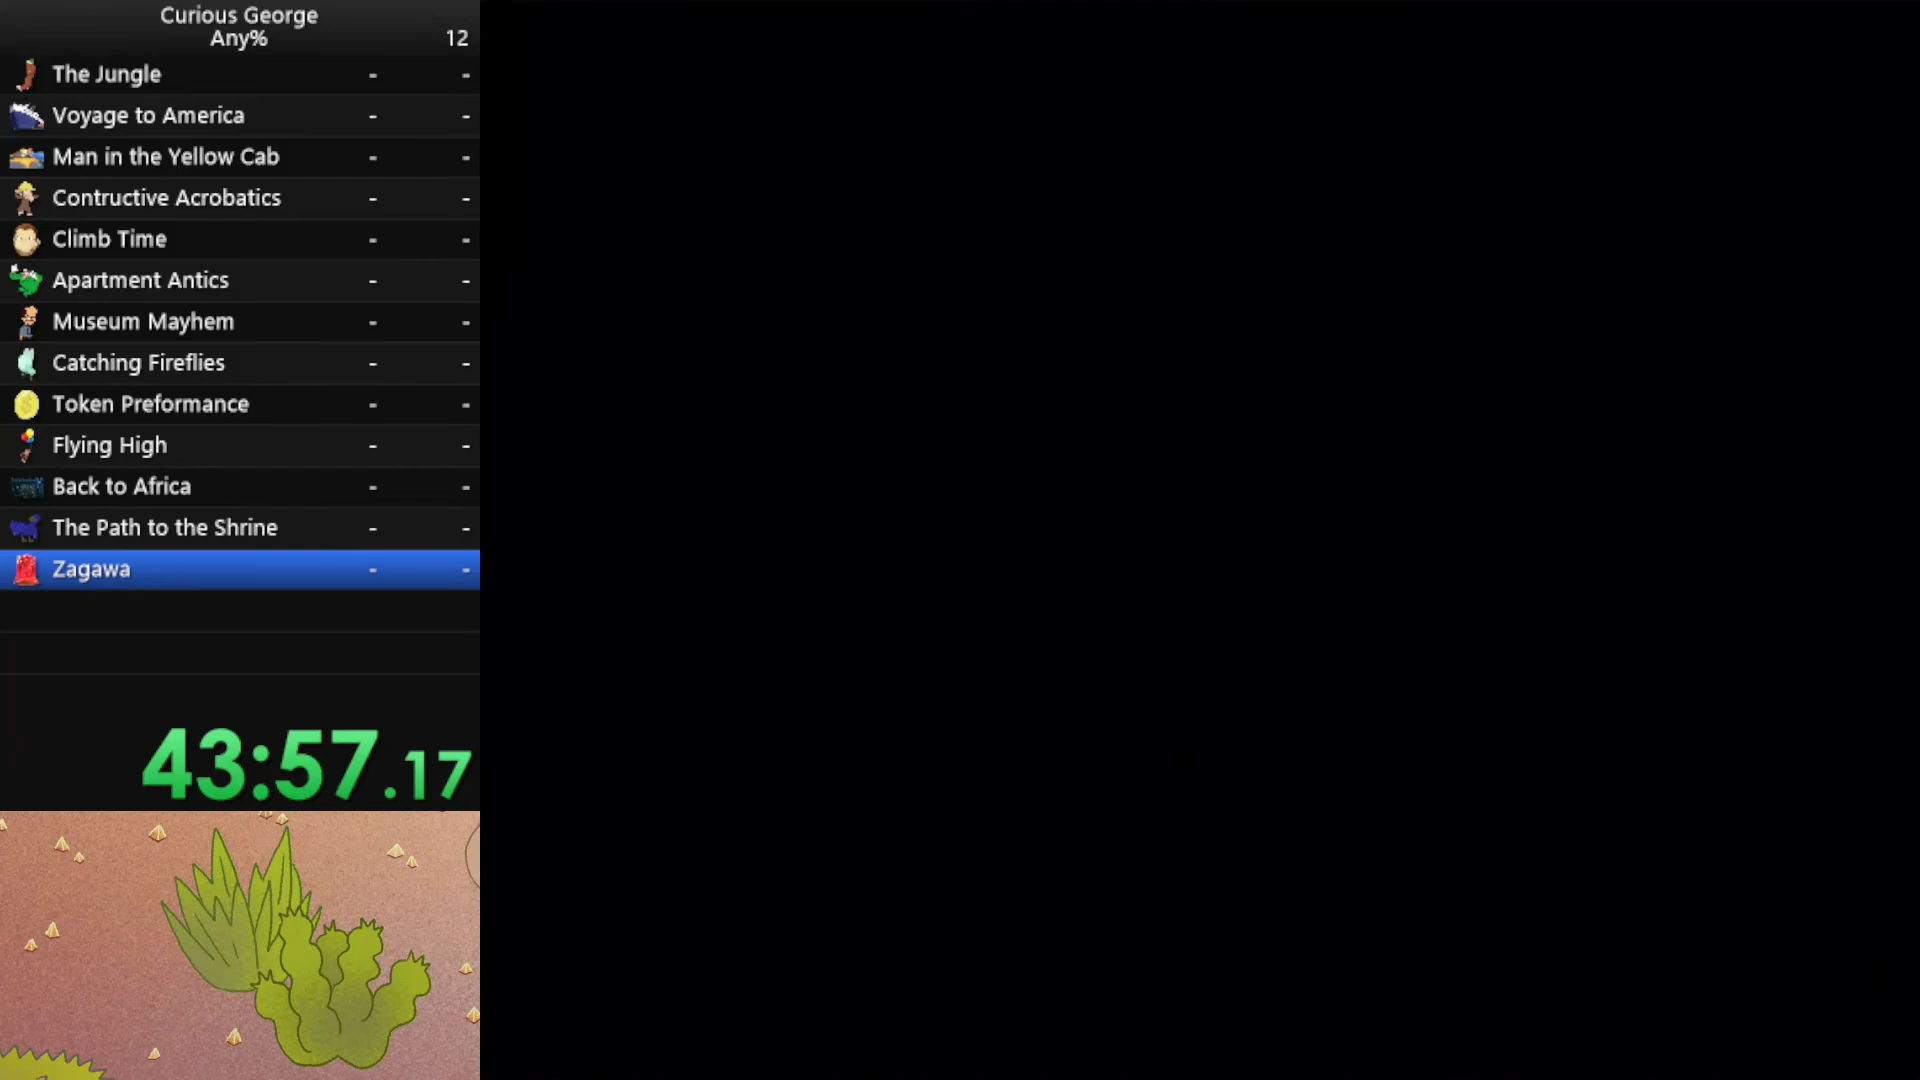 Curious George
Any% 12
The Jungle - -
Voyage to America - -
Man in the Yellow Cab - -
Contructive Acrobatics - -
Climb Time - -
Apartment Antics - -
Museum Mayhem - -
Catching Fireflies - -
Token Preformance - -
Flying High - -
Back to Africa - -
The Path to the Shrine - -
Zagawa - -
43:57.17